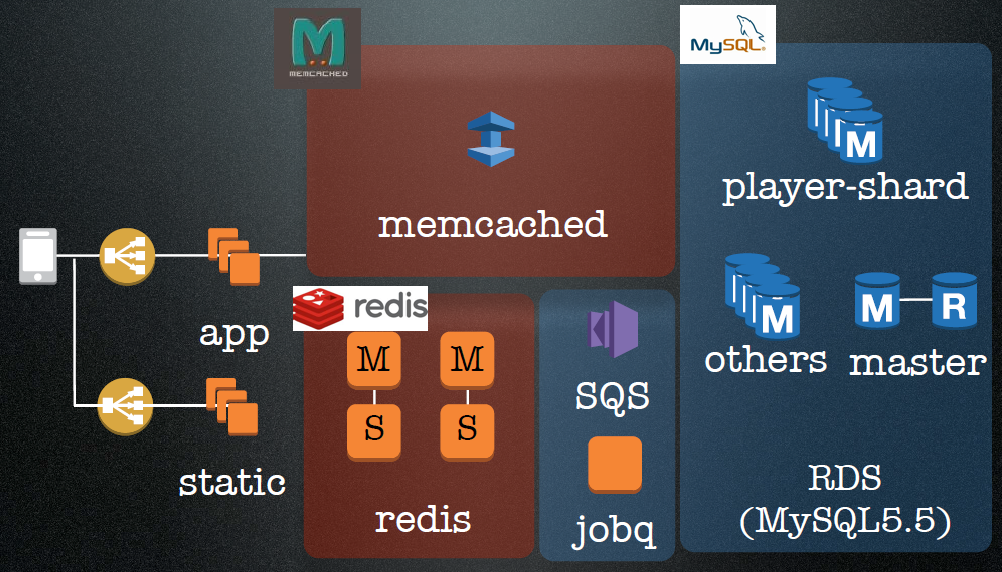 MEMCACHED
MySQL
M
player-shard
memcached
redis
app
M
M
M
M
R
others
master
S
S
SQS
static
redis
jobq
RDS
(MySQL5.5)